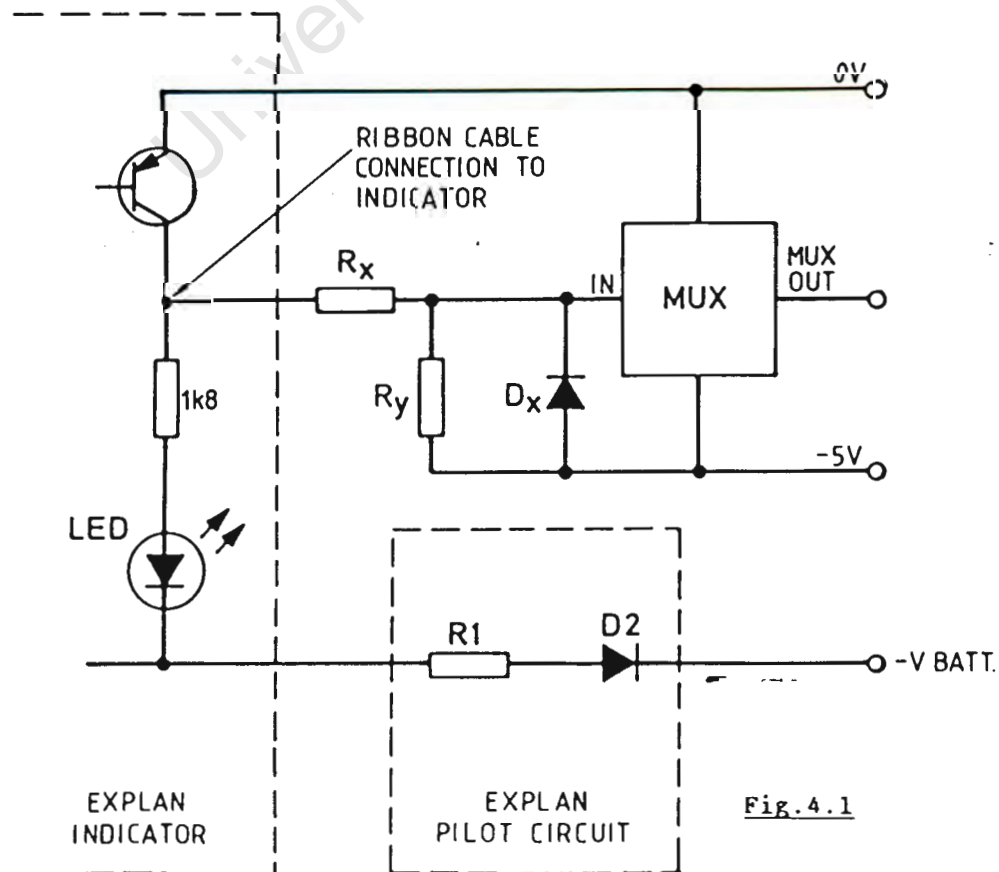 Univer
0V
RIBBON CABLE
CONNECTION TO
INDICATOR
Rx
IN
MUX
MUX
OUT
1k8
Ry
Dx
-5V
LED
R1
D2
-V BATT.
EXPLAN
INDICATOR
EXPLAN
PILOT CIRCUIT
Fig.4.1